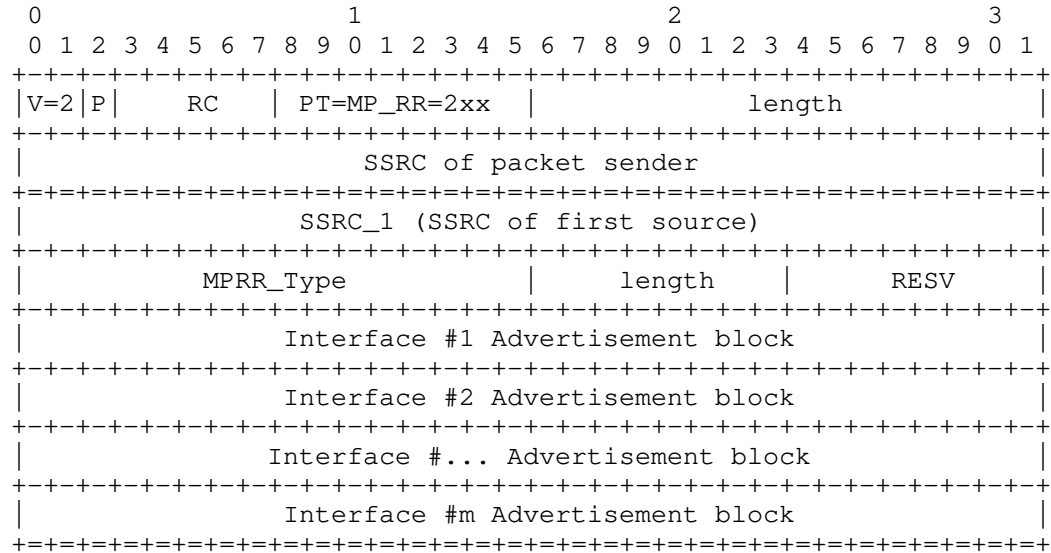 0                   1                   2                   3
 0 1 2 3 4 5 6 7 8 9 0 1 2 3 4 5 6 7 8 9 0 1 2 3 4 5 6 7 8 9 0 1
+-+-+-+-+-+-+-+-+-+-+-+-+-+-+-+-+-+-+-+-+-+-+-+-+-+-+-+-+-+-+-+-+
|V=2|P|    RC   | PT=MP_RR=2xx  |             length            |
+-+-+-+-+-+-+-+-+-+-+-+-+-+-+-+-+-+-+-+-+-+-+-+-+-+-+-+-+-+-+-+-+
|                     SSRC of packet sender                     |
+=+=+=+=+=+=+=+=+=+=+=+=+=+=+=+=+=+=+=+=+=+=+=+=+=+=+=+=+=+=+=+=+
|                 SSRC_1 (SSRC of first source)                 |
+-+-+-+-+-+-+-+-+-+-+-+-+-+-+-+-+-+-+-+-+-+-+-+-+-+-+-+-+-+-+-+-+
|           MPRR_Type           |     length    |      RESV     |
+-+-+-+-+-+-+-+-+-+-+-+-+-+-+-+-+-+-+-+-+-+-+-+-+-+-+-+-+-+-+-+-+
|                Interface #1 Advertisement block               |
+-+-+-+-+-+-+-+-+-+-+-+-+-+-+-+-+-+-+-+-+-+-+-+-+-+-+-+-+-+-+-+-+
|                Interface #2 Advertisement block               |
+-+-+-+-+-+-+-+-+-+-+-+-+-+-+-+-+-+-+-+-+-+-+-+-+-+-+-+-+-+-+-+-+
|               Interface #... Advertisement block              |
+-+-+-+-+-+-+-+-+-+-+-+-+-+-+-+-+-+-+-+-+-+-+-+-+-+-+-+-+-+-+-+-+
|                Interface #m Advertisement block               |
+=+=+=+=+=+=+=+=+=+=+=+=+=+=+=+=+=+=+=+=+=+=+=+=+=+=+=+=+=+=+=+=+